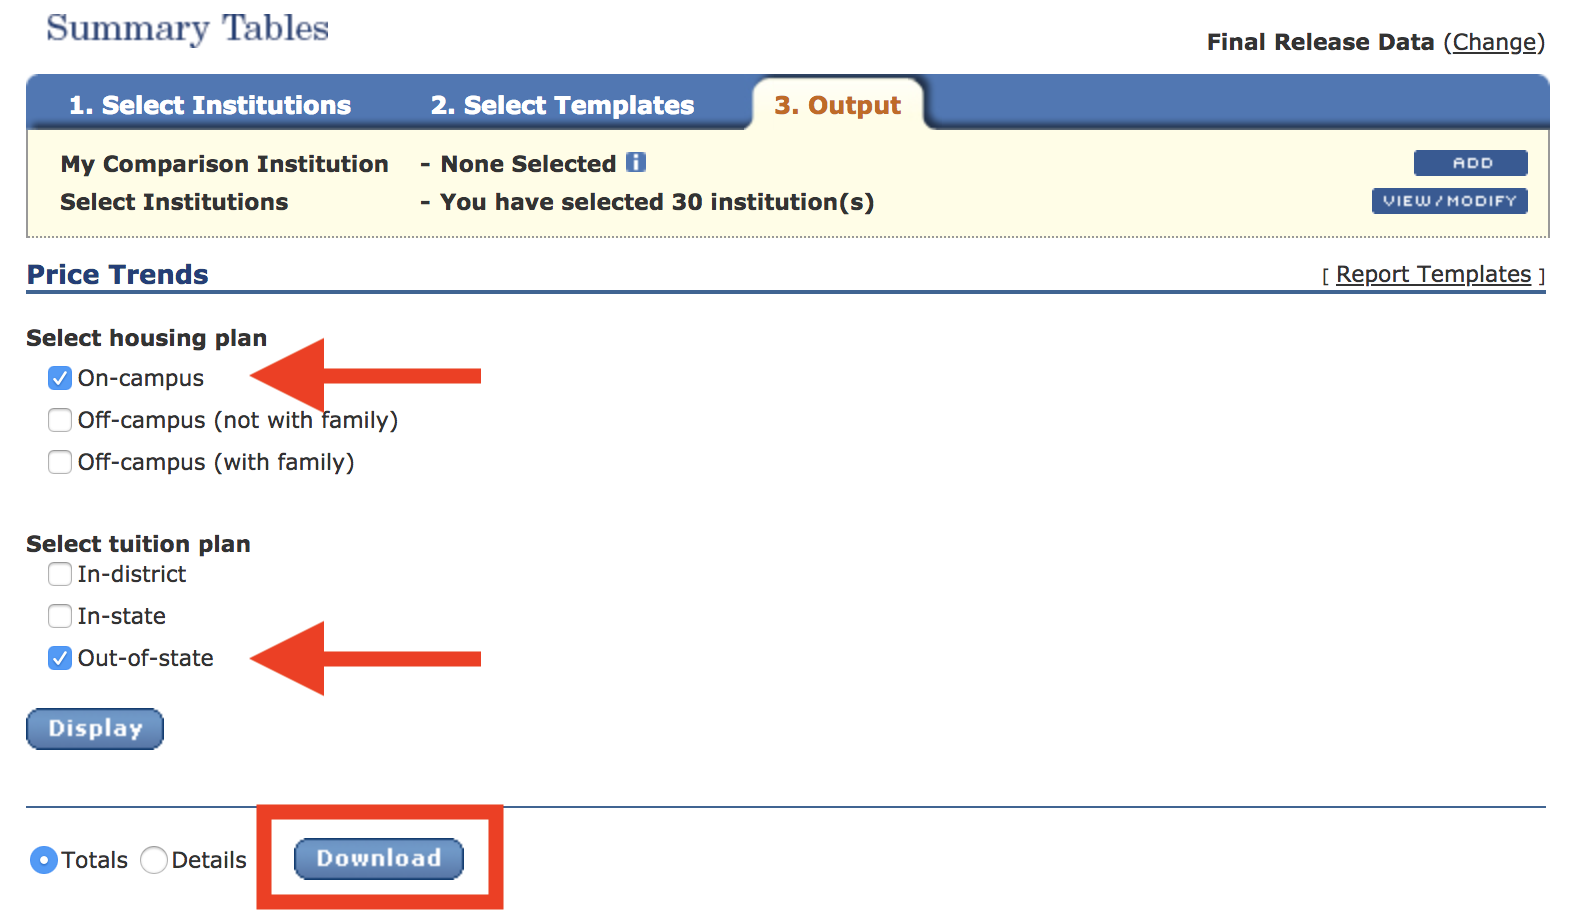 Summary Tables
Final Release Data (Change)
1. Select Institutions 2. Select Templates 3. Output
My Comparison Institution - None Selected i ADD
Select Institutions - You have selected 30 institution(s) VIEW/MODIFY
Price Trends [ Report Templates ]
Select housing plan
On-campus
Off-campus (not with family)
Off-campus (with family)
Select tuition plan
In-district
In-state
Out-of-state
Display
Totals Details Download